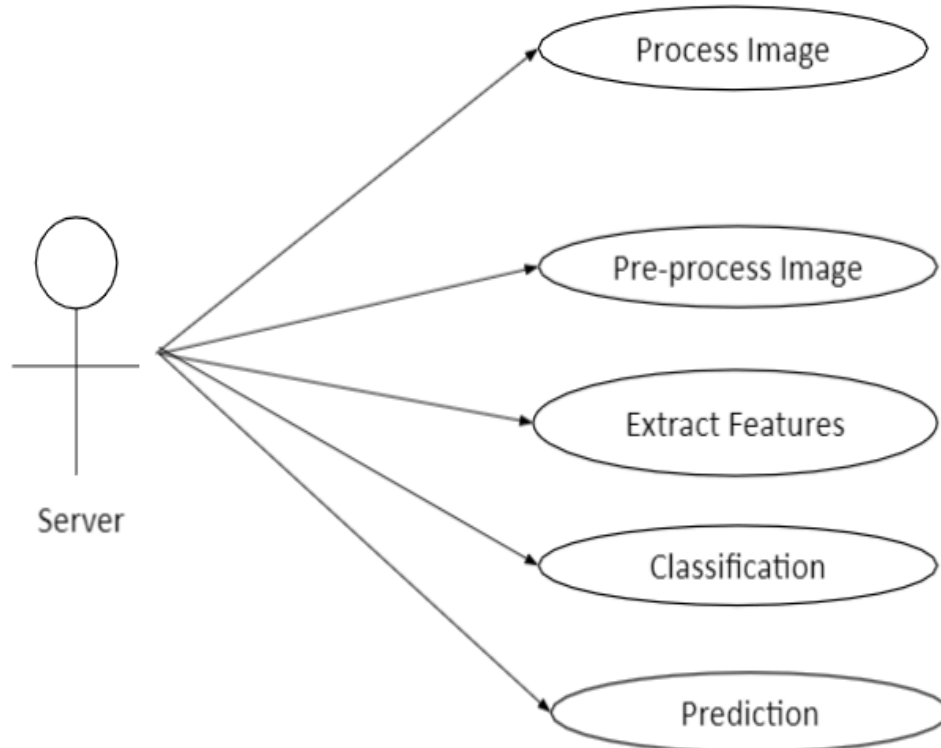 Process Image
Pre-process Image
Extract Features
Server
Classification
Prediction